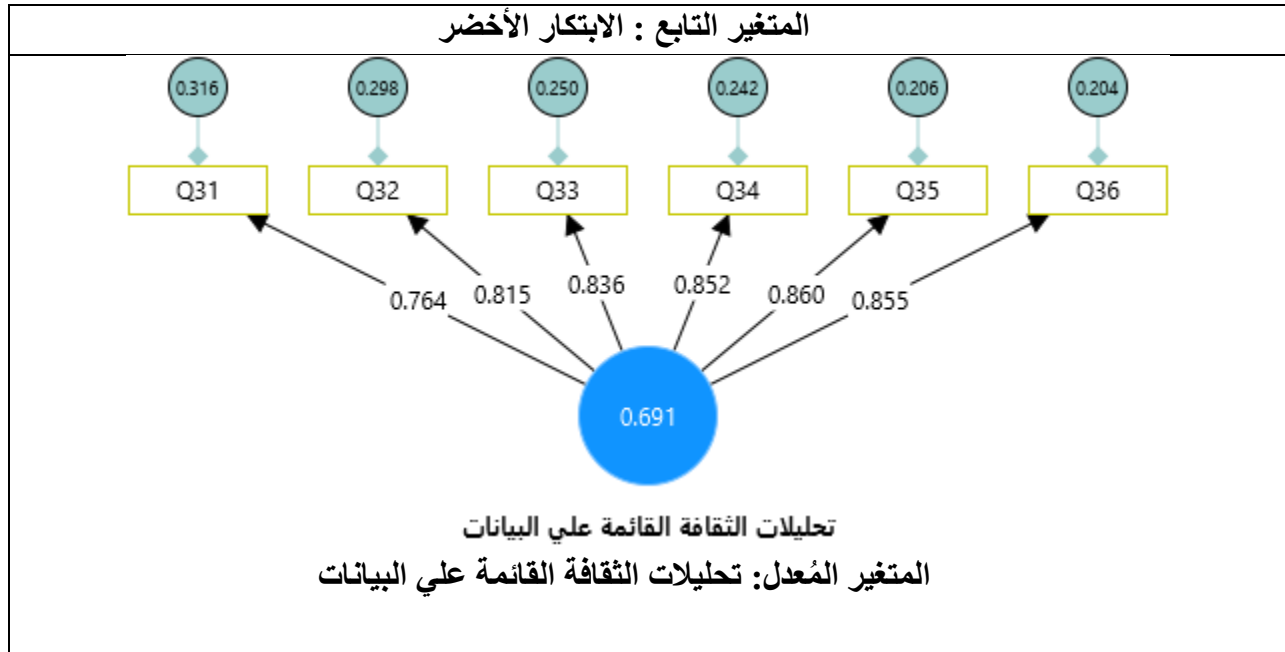 المتغير التابع : الابتكار الأخضر
0.316 0.298 0.250 0.242 0.206 0.204
Q31 Q32 Q33 Q34 Q35 Q36
0.764 0.815 0.836 0.852 0.860 0.855
0.691
تحليلات الثقافة القائمة علي البيانات
المتغير المُعدل: تحليلات الثقافة القائمة علي البيانات